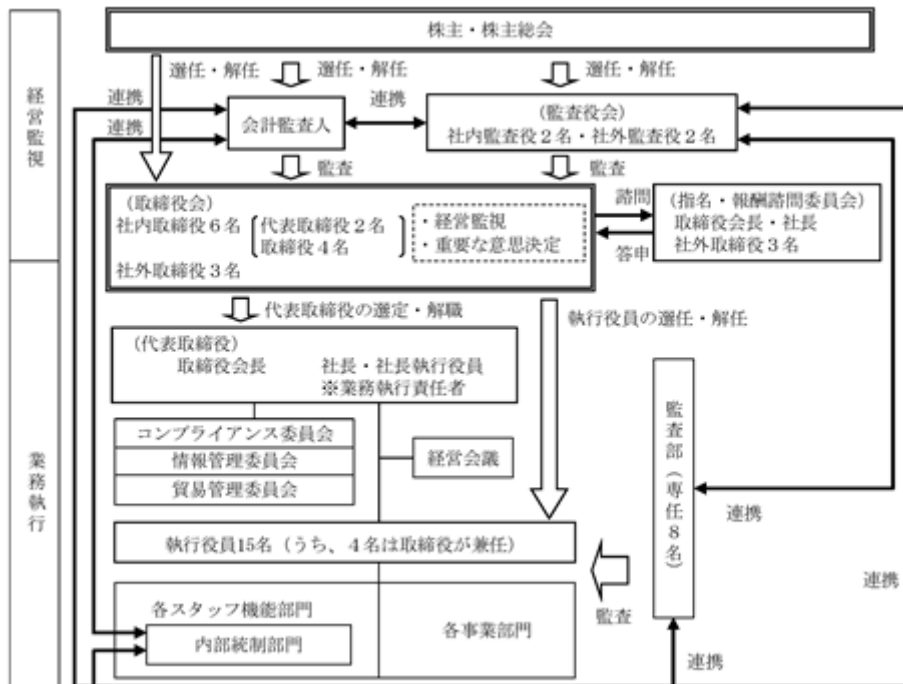 株主・株主総会
選任・解任
選任・解任
選任・解任
経営監視
連携
連携
会計監査人
連携
(監査役会)
社内監査役2名・社外監査役2名
監査
監査
(取締役会)
社内取締役6名
代表取締役2名
取締役4名
社外取締役3名
・経営監視
・重要な意思決定
諮問
答申
(指名・報酬諮問委員会)
取締役会長・社長
社外取締役3名
業務執行
代表取締役の選定・解職
執行役員の選任・解任
(代表取締役)
取締役会長
社長・社長執行役員
※業務執行責任者
コンプライアンス委員会
情報管理委員会
貿易管理委員会
経営会議
監査部(専任8名)
連携
連携
執行役員15名(うち、4名は取締役が兼任)
監査
各スタッフ機能部門
内部統制部門
各事業部門
連携